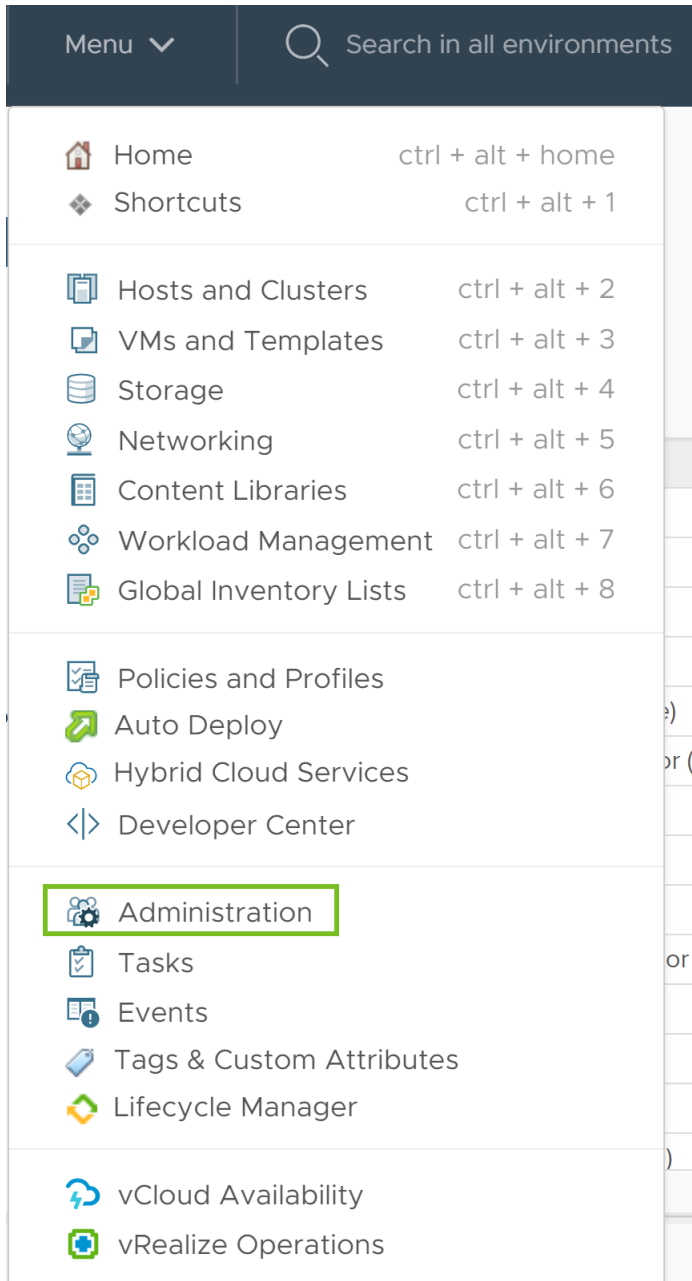 Menu Search in all environments
Home ctrl + alt + home
Shortcuts ctrl + alt + 1
Hosts and Clusters ctrl + alt + 2
VMs and Templates ctrl + alt + 3
Storage ctrl + alt + 4
Networking ctrl + alt + 5
Content Libraries ctrl + alt + 6
Workload Management ctrl + alt + 7
Global Inventory Lists ctrl + alt + 8
Policies and Profiles
Auto Deploy
Hybrid Cloud Services
Developer Center
Administration
Tasks
or
Events
Tags & Custom Attributes
Lifecycle Manager
vCloud Availability
vRealize Operations